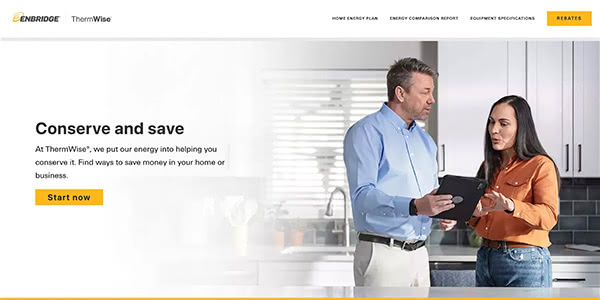 ENBRIDGE ThermWise
HOME ENERGY PLAN ENERGY COMPARISON REPORT EQUIPMENT SPECIFICATIONS REBATES
Conserve and save
At ThermWise®, we put our energy into helping you
conserve it. Find ways to save money in your home or
business.
Start now